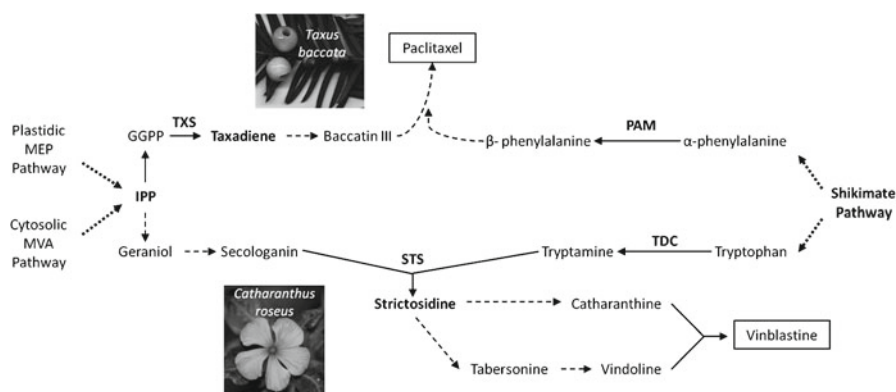 Taxus
baccata
Paclitaxel
Plastidic
MEP
Pathway
GGPP
TXS
Taxadiene
Baccatin III
β- phenylalanine
PAM
α-phenylalanine
IPP
Shikimate
Pathway
Cytosolic
MVA
Pathway
Geraniol
Secologanin
STS
Tryptamine
TDC
Tryptophan
Catharanthus
roseus
Strictosidine
Catharanthine
Vinblastine
Tabersonine
Vindoline